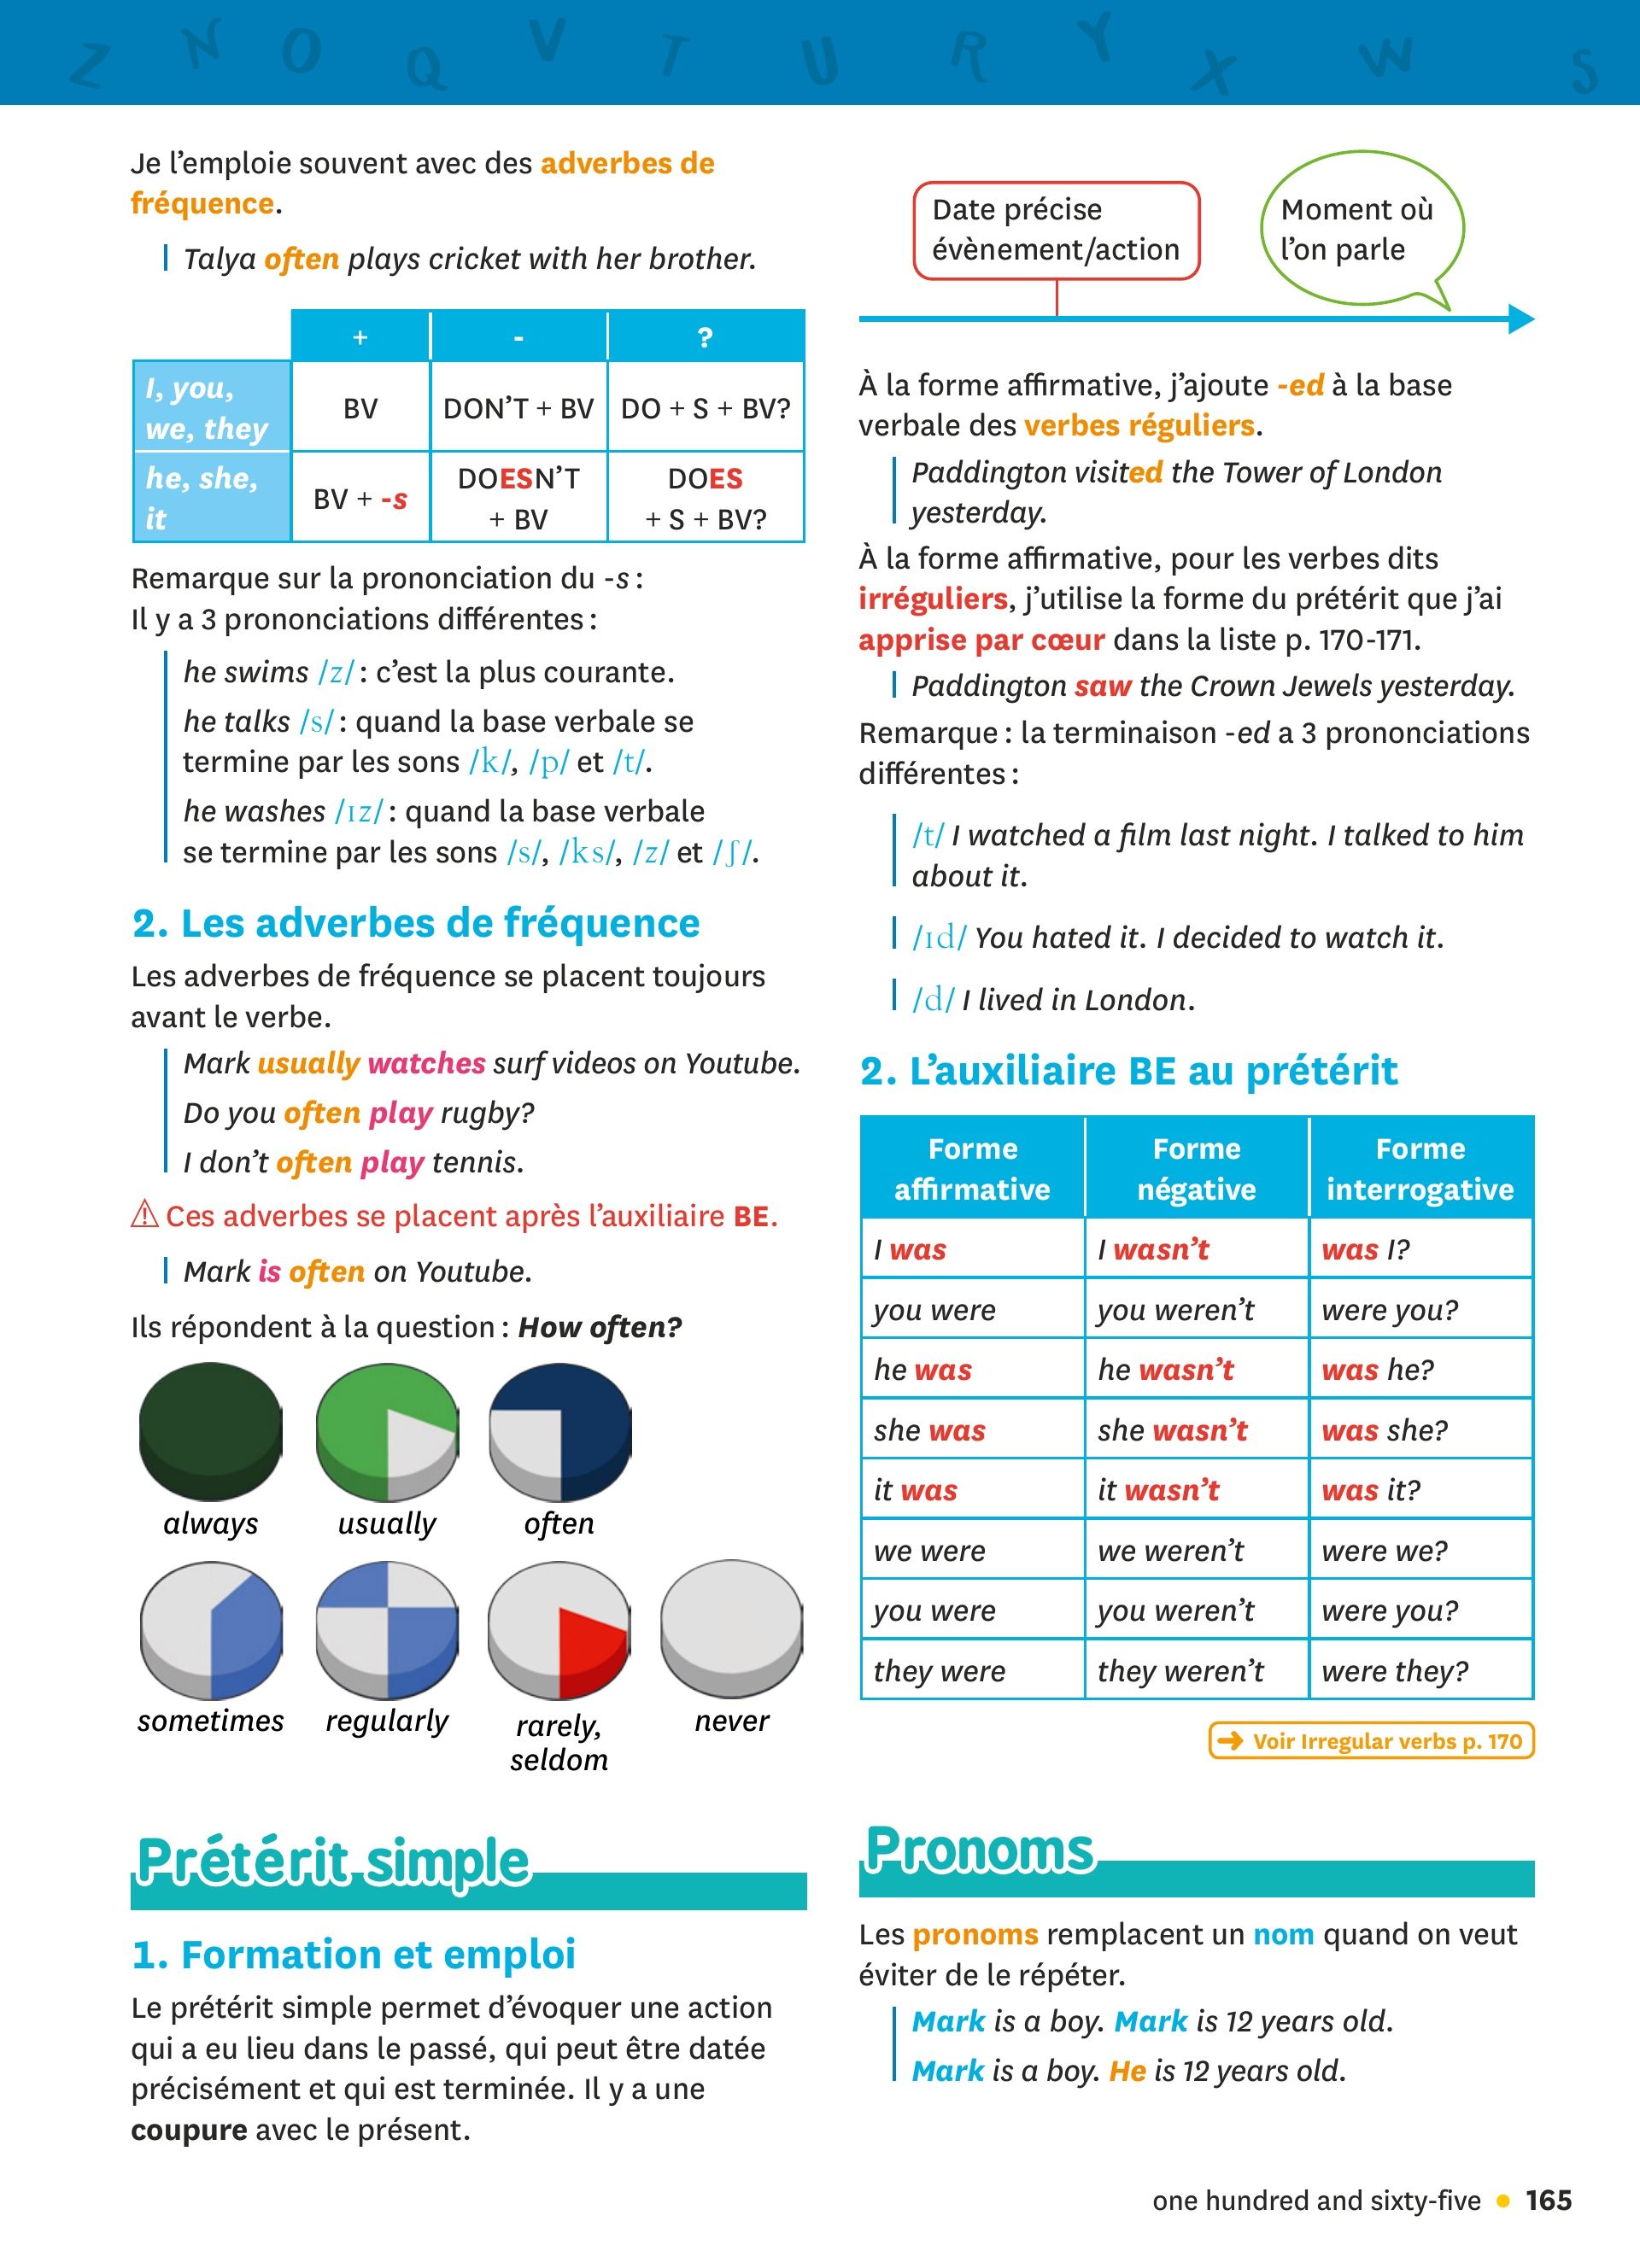 Z N O Q V T U R Y X W S
Je l’emploie souvent avec des adverbes de
fréquence.
Talya often plays cricket with her brother.
+ - ?
I, you,
we, they
BV
DON’T + BV
DO + S + BV?
he, she,
it
BV + -s
DOESN’T
+ BV
DOES
+ S + BV?
Remarque sur la prononciation du -s :
Il y a 3 prononciations différentes :
he swims /z/ : c’est la plus courante.
he talks /s/ : quand la base verbale se
termine par les sons /k/, /p/ et /t/.
he washes /ɪz/ : quand la base verbale
se termine par les sons /s/, /ks/, /z/ et /ʃ/.
2. Les adverbes de fréquence
Les adverbes de fréquence se placent toujours
avant le verbe.
Mark usually watches surf videos on Youtube.
Do you often play rugby?
I don’t often play tennis.
⚠ Ces adverbes se placent après l’auxiliaire BE.
Mark is often on Youtube.
Ils répondent à la question : How often?
always usually often
sometimes regularly rarely,
seldom
never
Prétérit simple
1. Formation et emploi
Le prétérit simple permet d’évoquer une action
qui a eu lieu dans le passé, qui peut être datée
précisément et qui est terminée. Il y a une
coupure avec le présent.
Date précise
évènement/action
Moment où
l’on parle
À la forme affirmative, j’ajoute -ed à la base
verbale des verbes réguliers.
Paddington visited the Tower of London
yesterday.
À la forme affirmative, pour les verbes dits
irréguliers, j’utilise la forme du prétérit que j’ai
apprise par cœur dans la liste p. 170-171.
Paddington saw the Crown Jewels yesterday.
Remarque : la terminaison -ed a 3 prononciations
différentes :
/t/ I watched a film last night. I talked to him
about it.
/ɪd/ You hated it. I decided to watch it.
/d/ I lived in London.
2. L’auxiliaire BE au prétérit
Forme
affirmative
Forme
négative
Forme
interrogative
I was I wasn’t was I?
you were you weren’t were you?
he was he wasn’t was he?
she was she wasn’t was she?
it was it wasn’t was it?
we were we weren’t were we?
you were you weren’t were you?
they were they weren’t were they?
➜ Voir Irregular verbs p. 170
Pronoms
Les pronoms remplacent un nom quand on veut
éviter de le répéter.
Mark is a boy. Mark is 12 years old.
Mark is a boy. He is 12 years old.
one hundred and sixty-five • 165